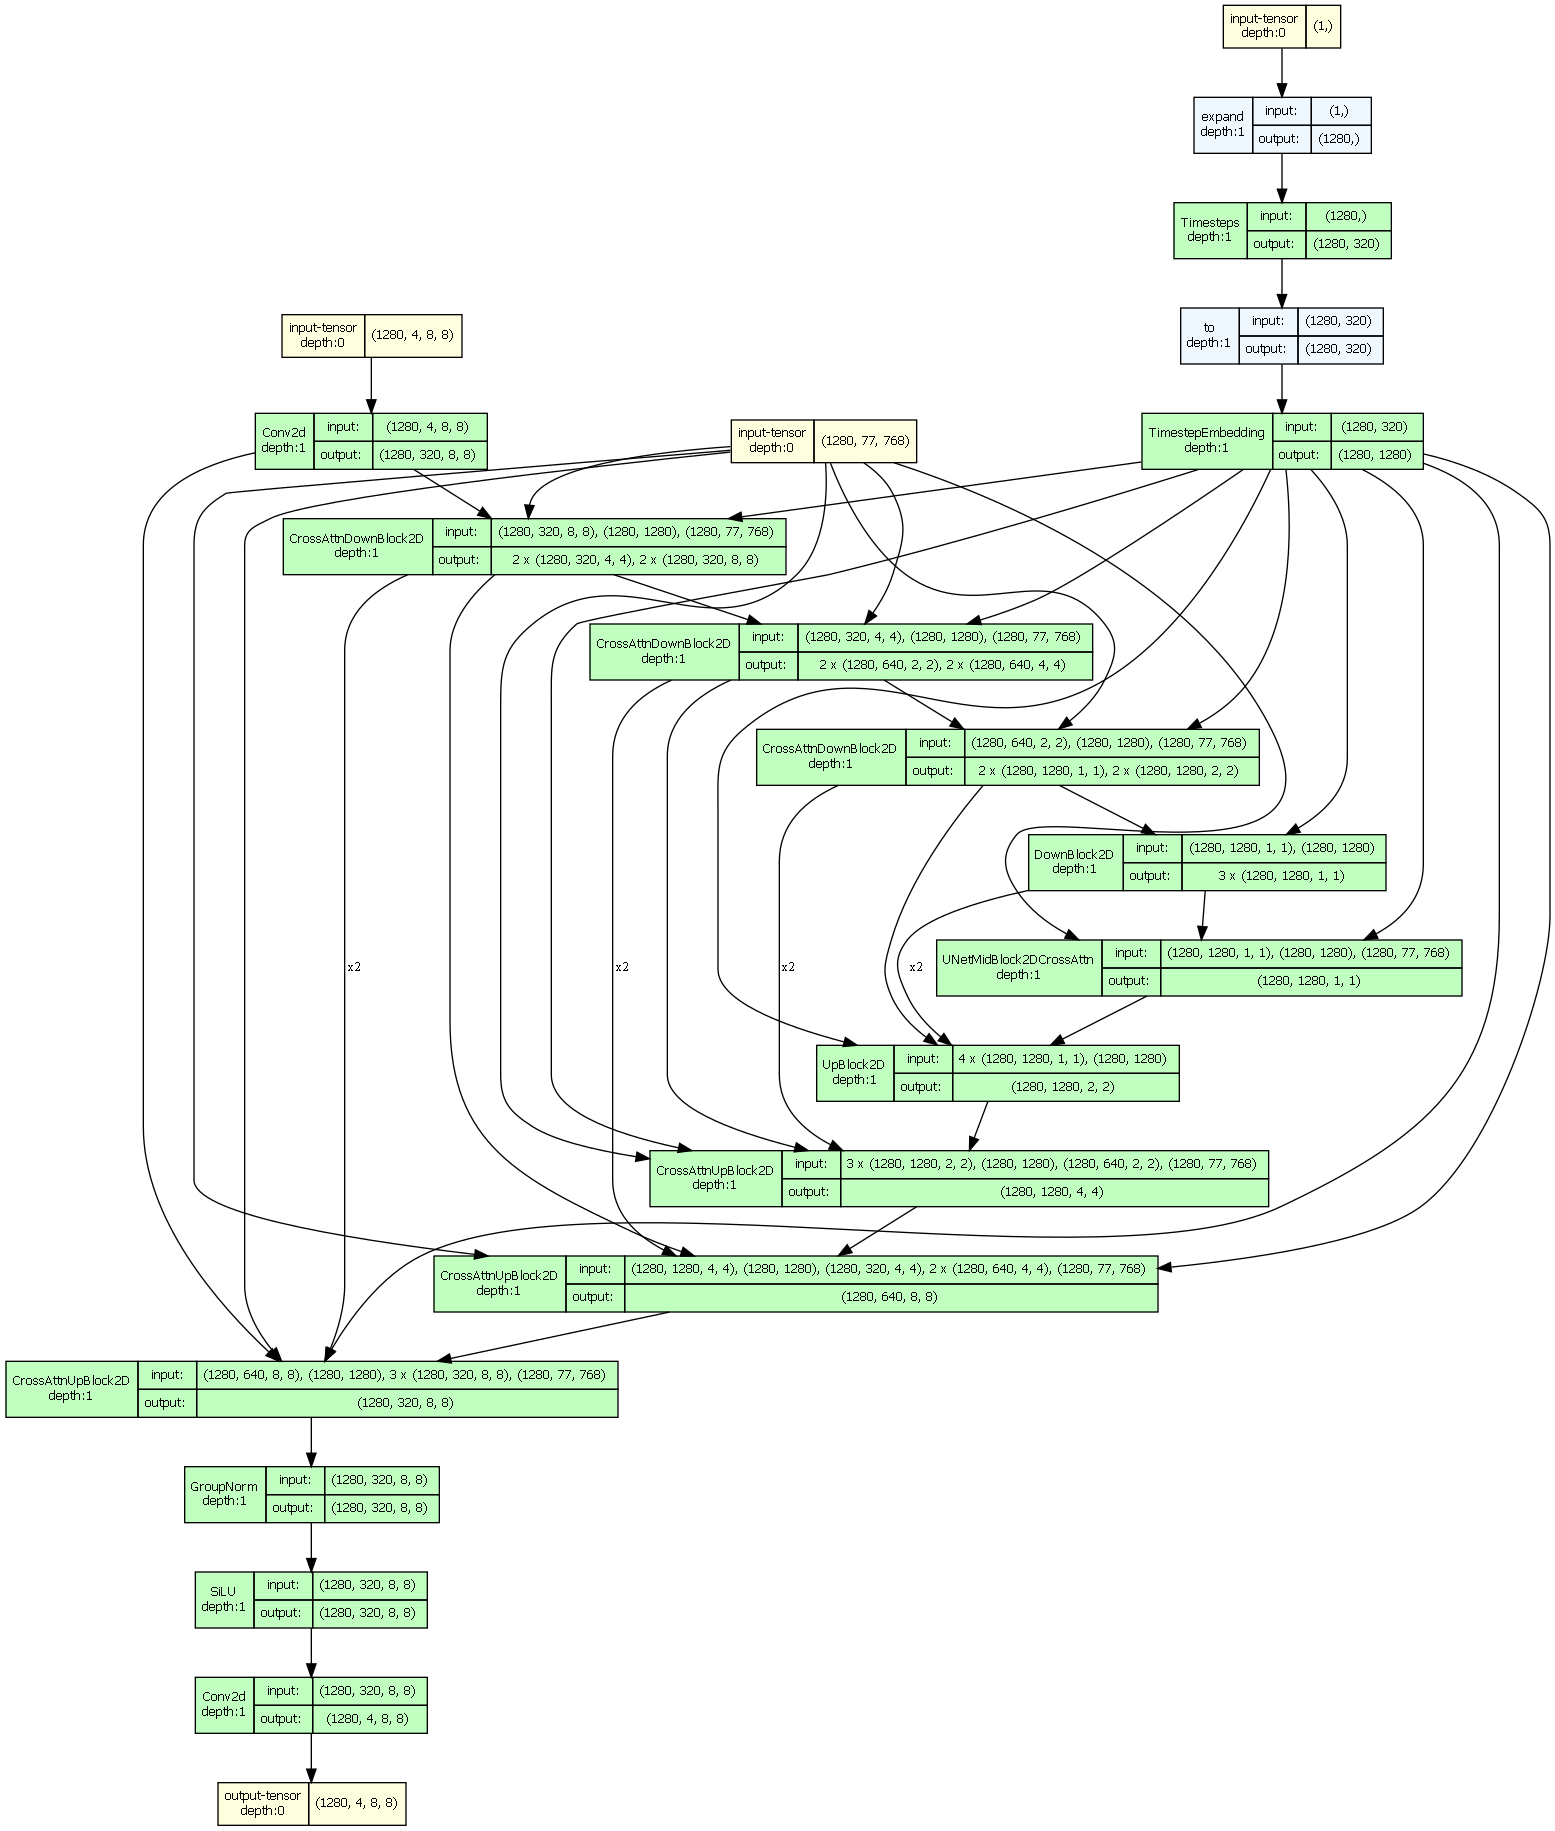 input-tensor
depth:0
(1,)
expand
depth:1
input:
(1,)
output:
(1280,)
Timesteps
depth:1
input:
(1280,)
output:
(1280, 320)
to
depth:1
input:
(1280, 320)
output:
(1280, 320)
input-tensor
depth:0
(1280, 4, 8, 8)
Conv2d
depth:1
input:
(1280, 4, 8, 8)
output:
(1280, 320, 8, 8)
input-tensor
depth:0
(1280, 77, 768)
TimestepEmbedding
depth:1
input:
(1280, 320)
output:
(1280, 1280)
CrossAttnDownBlock2D
depth:1
input:
(1280, 320, 8, 8), (1280, 1280), (1280, 77, 768)
output:
2 x (1280, 320, 4, 4), 2 x (1280, 320, 8, 8)
CrossAttnDownBlock2D
depth:1
input:
(1280, 320, 4, 4), (1280, 1280), (1280, 77, 768)
output:
2 x (1280, 640, 2, 2), 2 x (1280, 640, 4, 4)
CrossAttnDownBlock2D
depth:1
input:
(1280, 640, 2, 2), (1280, 1280), (1280, 77, 768)
output:
2 x (1280, 1280, 1, 1), 2 x (1280, 1280, 2, 2)
DownBlock2D
depth:1
input:
(1280, 1280, 1, 1), (1280, 1280)
output:
3 x (1280, 1280, 1, 1)
x2
x2
x2
x2
UNetMidBlock2DCrossAttn
depth:1
input:
(1280, 1280, 1, 1), (1280, 1280), (1280, 77, 768)
output:
(1280, 1280, 1, 1)
UpBlock2D
depth:1
input:
4 x (1280, 1280, 1, 1), (1280, 1280)
output:
(1280, 1280, 2, 2)
CrossAttnUpBlock2D
depth:1
input:
3 x (1280, 1280, 2, 2), (1280, 1280), (1280, 640, 2, 2), (1280, 77, 768)
output:
(1280, 1280, 4, 4)
CrossAttnUpBlock2D
depth:1
input:
(1280, 1280, 4, 4), (1280, 1280), (1280, 320, 4, 4), 2 x (1280, 640, 4, 4), (1280, 77, 768)
output:
(1280, 640, 8, 8)
CrossAttnUpBlock2D
depth:1
input:
(1280, 640, 8, 8), (1280, 1280), 3 x (1280, 320, 8, 8), (1280, 77, 768)
output:
(1280, 320, 8, 8)
GroupNorm
depth:1
input:
(1280, 320, 8, 8)
output:
(1280, 320, 8, 8)
SiLU
depth:1
input:
(1280, 320, 8, 8)
output:
(1280, 320, 8, 8)
Conv2d
depth:1
input:
(1280, 320, 8, 8)
output:
(1280, 4, 8, 8)
output-tensor
depth:0
(1280, 4, 8, 8)